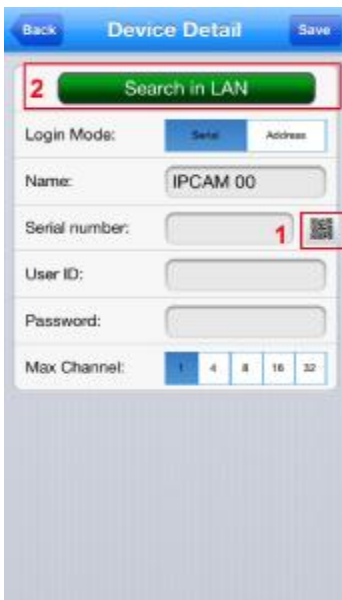 Back Device Detail Save
2 Search in LAN
Login Mode: Serial Address
Name: IPCAM 00
Serial number: 1
User ID:
Password:
Max Channel: 1 4 8 16 32